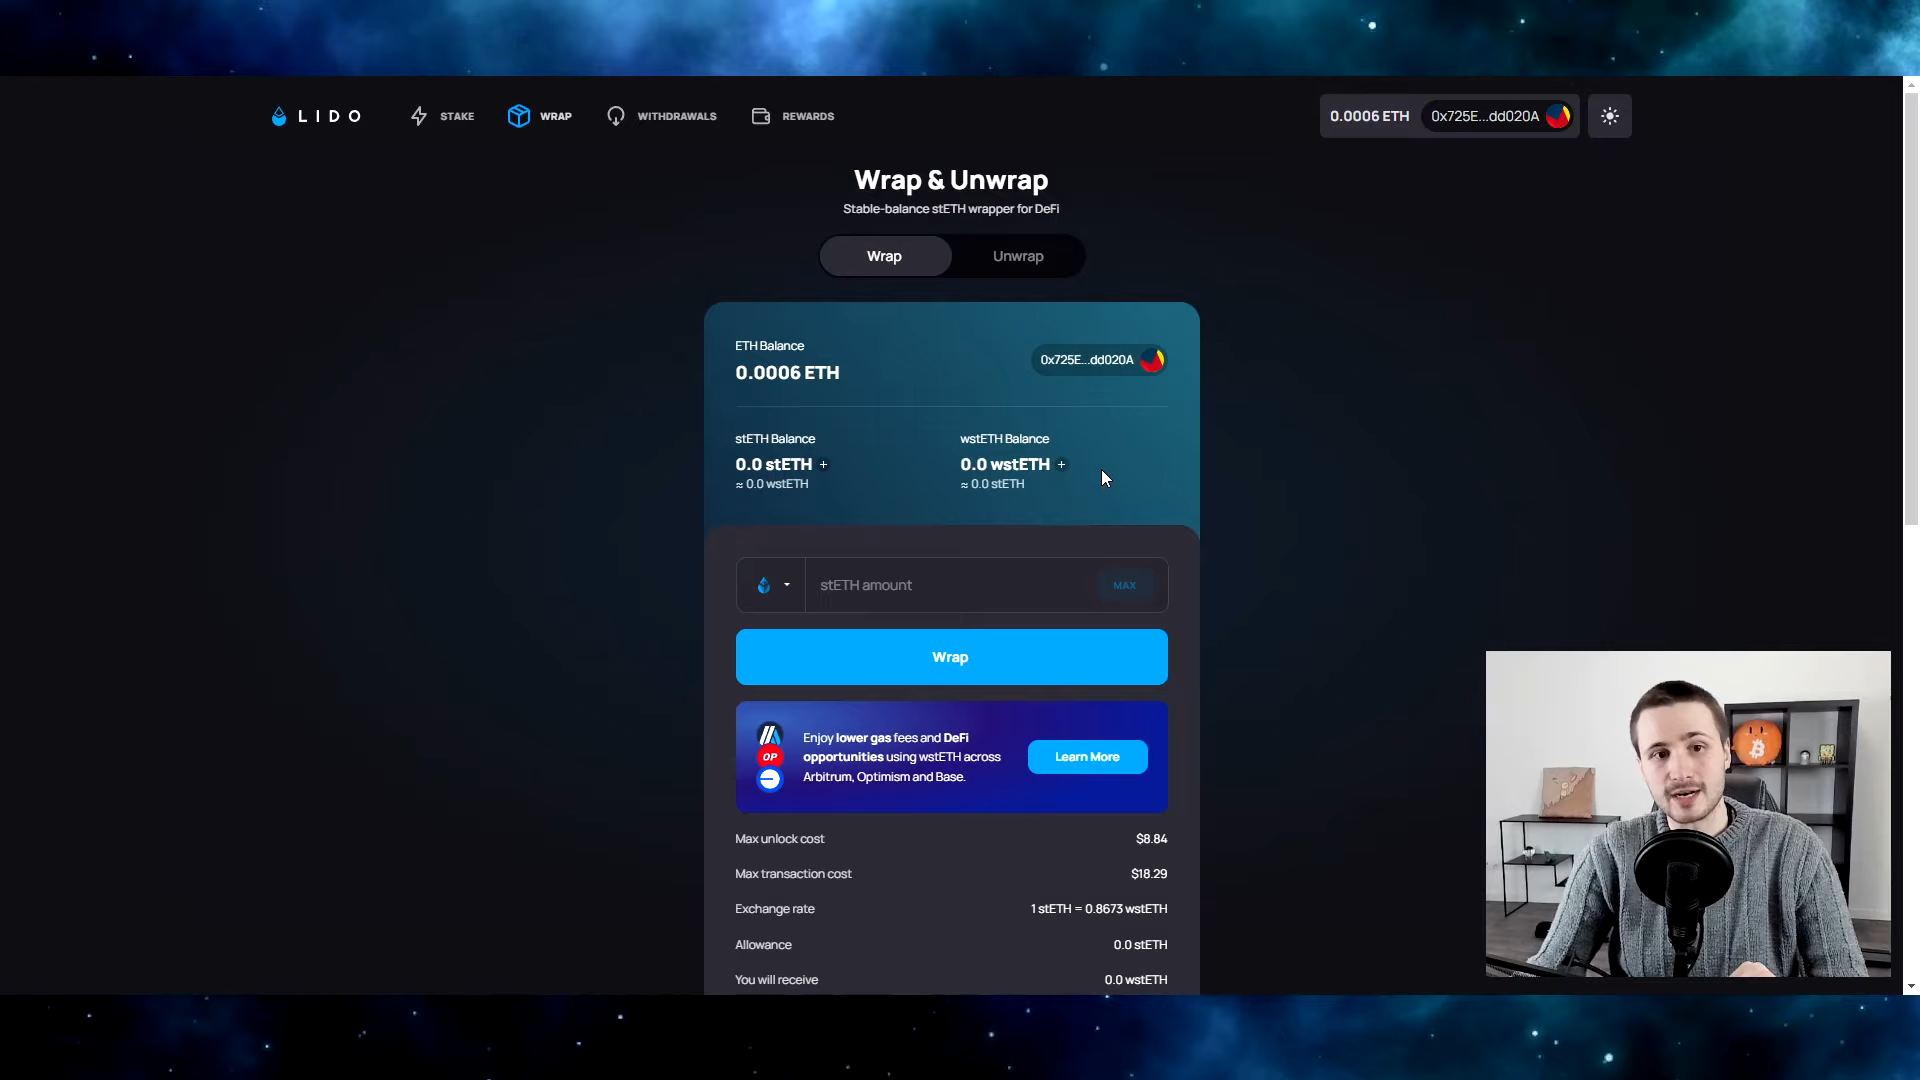 LIDO
STAKE
WRAP
WITHDRAWALS
REWARDS
0.0006 ETH
0x725E...dd020A
Wrap & Unwrap
Stable-balance stETH wrapper for DeFi
Wrap
Unwrap
ETH Balance
0.0006 ETH
0x725E...dd020A
stETH Balance
0.0 stETH +
≈ 0.0 wstETH
wstETH Balance
0.0 wstETH +
≈ 0.0 stETH
stETH amount
MAX
Wrap
OP
Enjoy lower gas fees and DeFi
opportunities using wstETH across
Arbitrum, Optimism and Base.
Learn More
Max unlock cost
$8.84
Max transaction cost
$18.29
Exchange rate
1 stETH = 0.8673 wstETH
Allowance
0.0 stETH
You will receive
0.0 wstETH